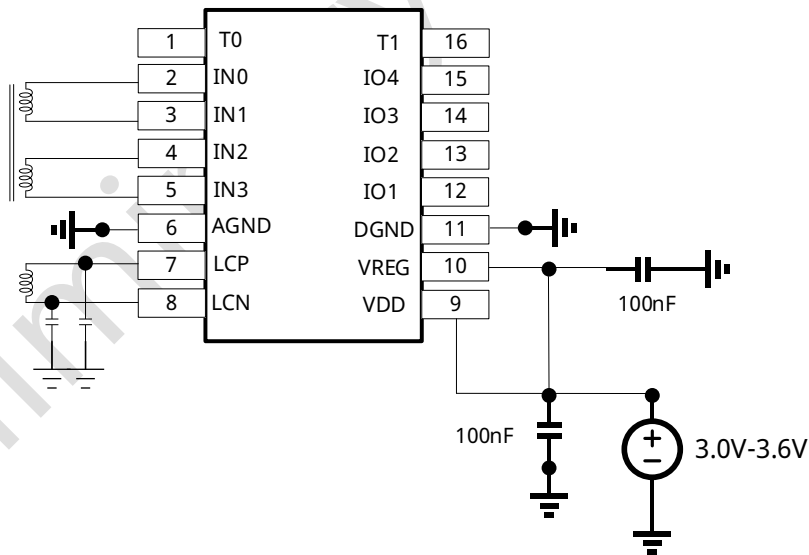 1 T0 T1 16
2 IN0 IO4 15
3 IN1 IO3 14
4 IN2 IO2 13
5 IN3 IO1 12
6 AGND DGND 11
7 LCP VREG 10
8 LCN VDD 9
100nF
100nF
+
− 3.0V-3.6V